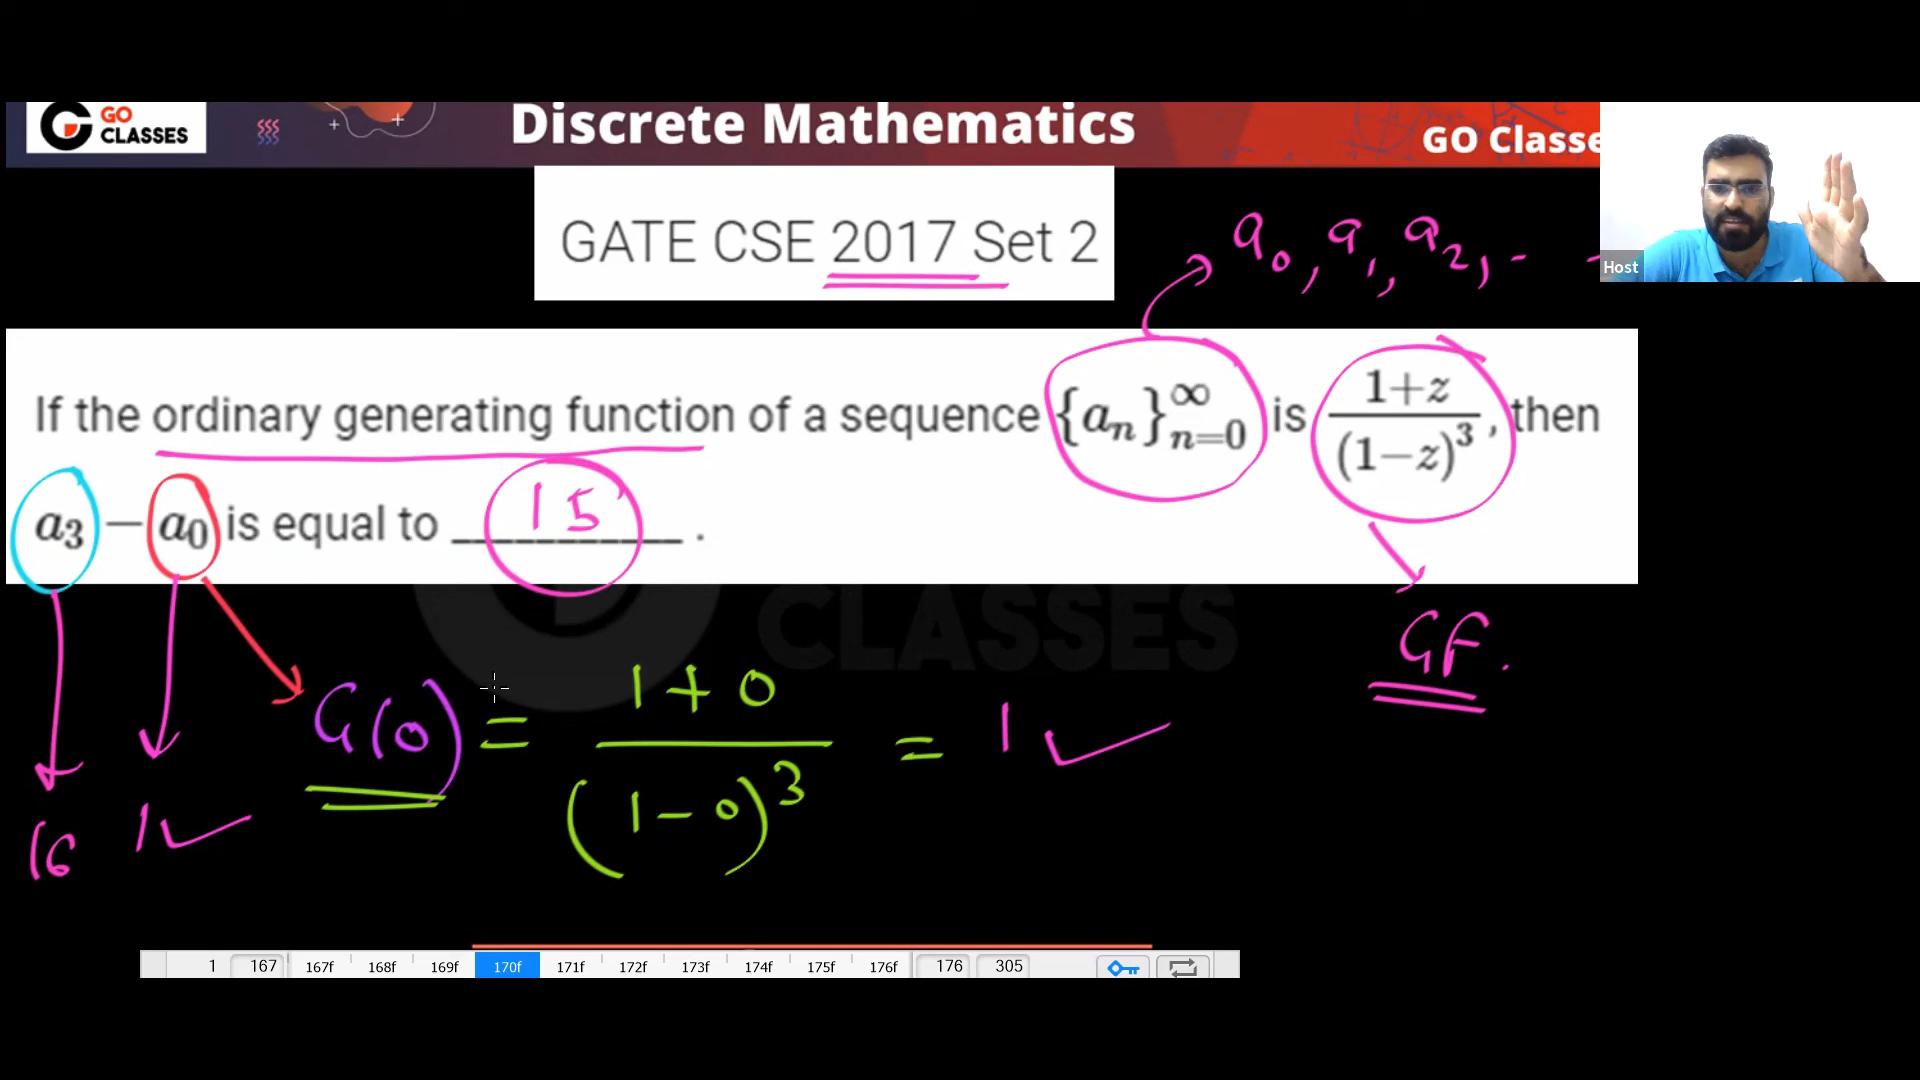 GO
CLASSES
Discrete Mathematics
GO Classe
Host
GATE CSE 2017 Set 2
a₀, a₁, a₂, - -
If the ordinary generating function of a sequence {aₙ}ₙ₌₀^∞ is (1+z)/(1−z)³, then
a₃ − a₀ is equal to ____15____ .
CLASSES
GF.
G(0) = (1+0)/(1-0)³ = 1 ✓
16 1 ✓
1 167 167f 168f 169f 170f 171f 172f 173f 174f 175f 176f 176 305